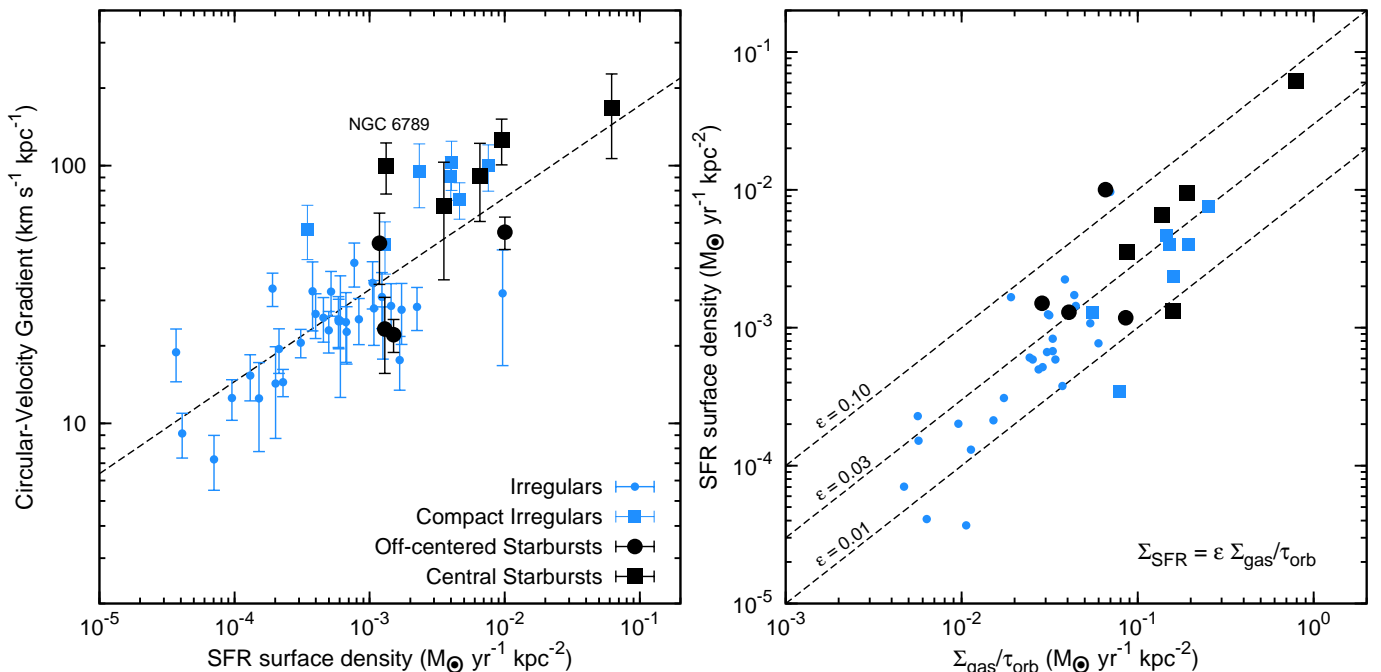 Circular-Velocity Gradient (km s⁻¹ kpc⁻¹)
100
10
NGC 6789
Irregulars
Compact Irregulars
Off-centered Starbursts
Central Starbursts
10⁻⁵ 10⁻⁴ 10⁻³ 10⁻² 10⁻¹
SFR surface density (M⊙ yr⁻¹ kpc⁻²)
SFR surface density (M⊙ yr⁻¹ kpc⁻²)
10⁻¹
10⁻²
10⁻³
10⁻⁴
10⁻⁵
ε = 0.10
ε = 0.03
ε = 0.01
Σ_SFR = ε Σ_gas/τ_orb
10⁻³ 10⁻² 10⁻¹ 10⁰
Σ_gas/τ_orb (M⊙ yr⁻¹ kpc⁻²)